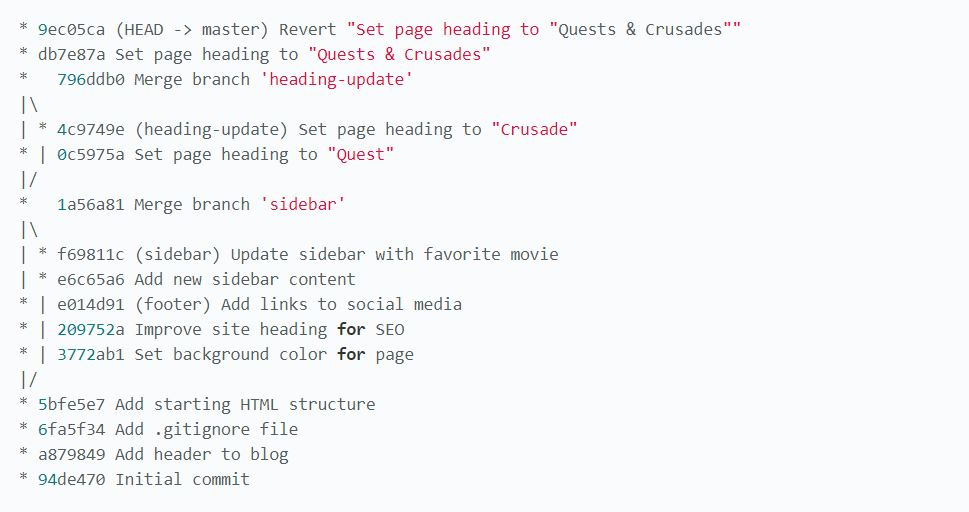 * 9ec05ca (HEAD -> master) Revert "Set page heading to "Quests & Crusades""
* db7e87a Set page heading to "Quests & Crusades"
*   796ddb0 Merge branch 'heading-update'
|\
| * 4c9749e (heading-update) Set page heading to "Crusade"
* | 0c5975a Set page heading to "Quest"
|/
*   1a56a81 Merge branch 'sidebar'
|\
| * f69811c (sidebar) Update sidebar with favorite movie
| * e6c65a6 Add new sidebar content
* | e014d91 (footer) Add links to social media
* | 209752a Improve site heading for SEO
* | 3772ab1 Set background color for page
|/
* 5bfe5e7 Add starting HTML structure
* 6fa5f34 Add .gitignore file
* a879849 Add header to blog
* 94de470 Initial commit